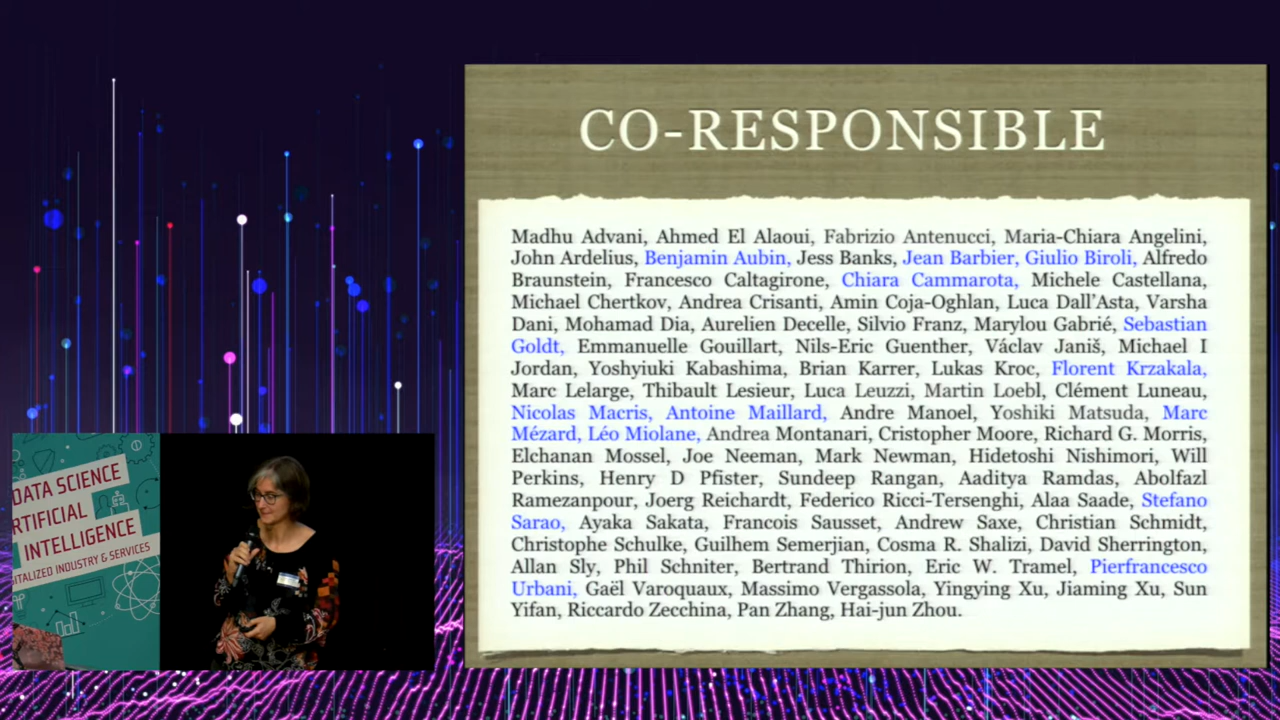 CO-RESPONSIBLE
Madhu Advani, Ahmed El Alaoui, Fabrizio Antenucci, Maria-Chiara Angelini,
John Ardelius, Benjamin Aubin, Jess Banks, Jean Barbier, Giulio Biroli, Alfredo
Braunstein, Francesco Caltagirone, Chiara Cammarota, Michele Castellana,
Michael Chertkov, Andrea Crisanti, Amin Coja-Oghlan, Luca Dall'Asta, Varsha
Dani, Mohamad Dia, Aurelien Decelle, Silvio Franz, Marylou Gabrié, Sebastian
Goldt, Emmanuelle Gouillart, Nils-Eric Guenther, Václav Janiš, Michael I
Jordan, Yoshyiuki Kabashima, Brian Karrer, Lukas Kroc, Florent Krzakala,
Marc Lelarge, Thibault Lesieur, Luca Leuzzi, Martin Loebl, Clément Luneau,
Nicolas Macris, Antoine Maillard, Andre Manoel, Yoshiki Matsuda, Marc
Mézard, Léo Miolane, Andrea Montanari, Cristopher Moore, Richard G. Morris,
Elchanan Mossel, Joe Neeman, Mark Newman, Hidetoshi Nishimori, Will
Perkins, Henry D Pfister, Sundeep Rangan, Aaditya Ramdas, Abolfazl
Ramezanpour, Joerg Reichardt, Federico Ricci-Tersenghi, Alaa Saade, Stefano
Sarao, Ayaka Sakata, Francois Sausset, Andrew Saxe, Christian Schmidt,
Christophe Schulke, Guilhem Semerjian, Cosma R. Shalizi, David Sherrington,
Allan Sly, Phil Schniter, Bertrand Thirion, Eric W. Tramel, Pierfrancesco
Urbani, Gaël Varoquaux, Massimo Vergassola, Yingying Xu, Jiaming Xu, Sun
Yifan, Riccardo Zecchina, Pan Zhang, Hai-jun Zhou.
DATA SCIENCE
RTIFICIAL
INTELLIGENCE
ITALIZED INDUSTRY & SERVICES